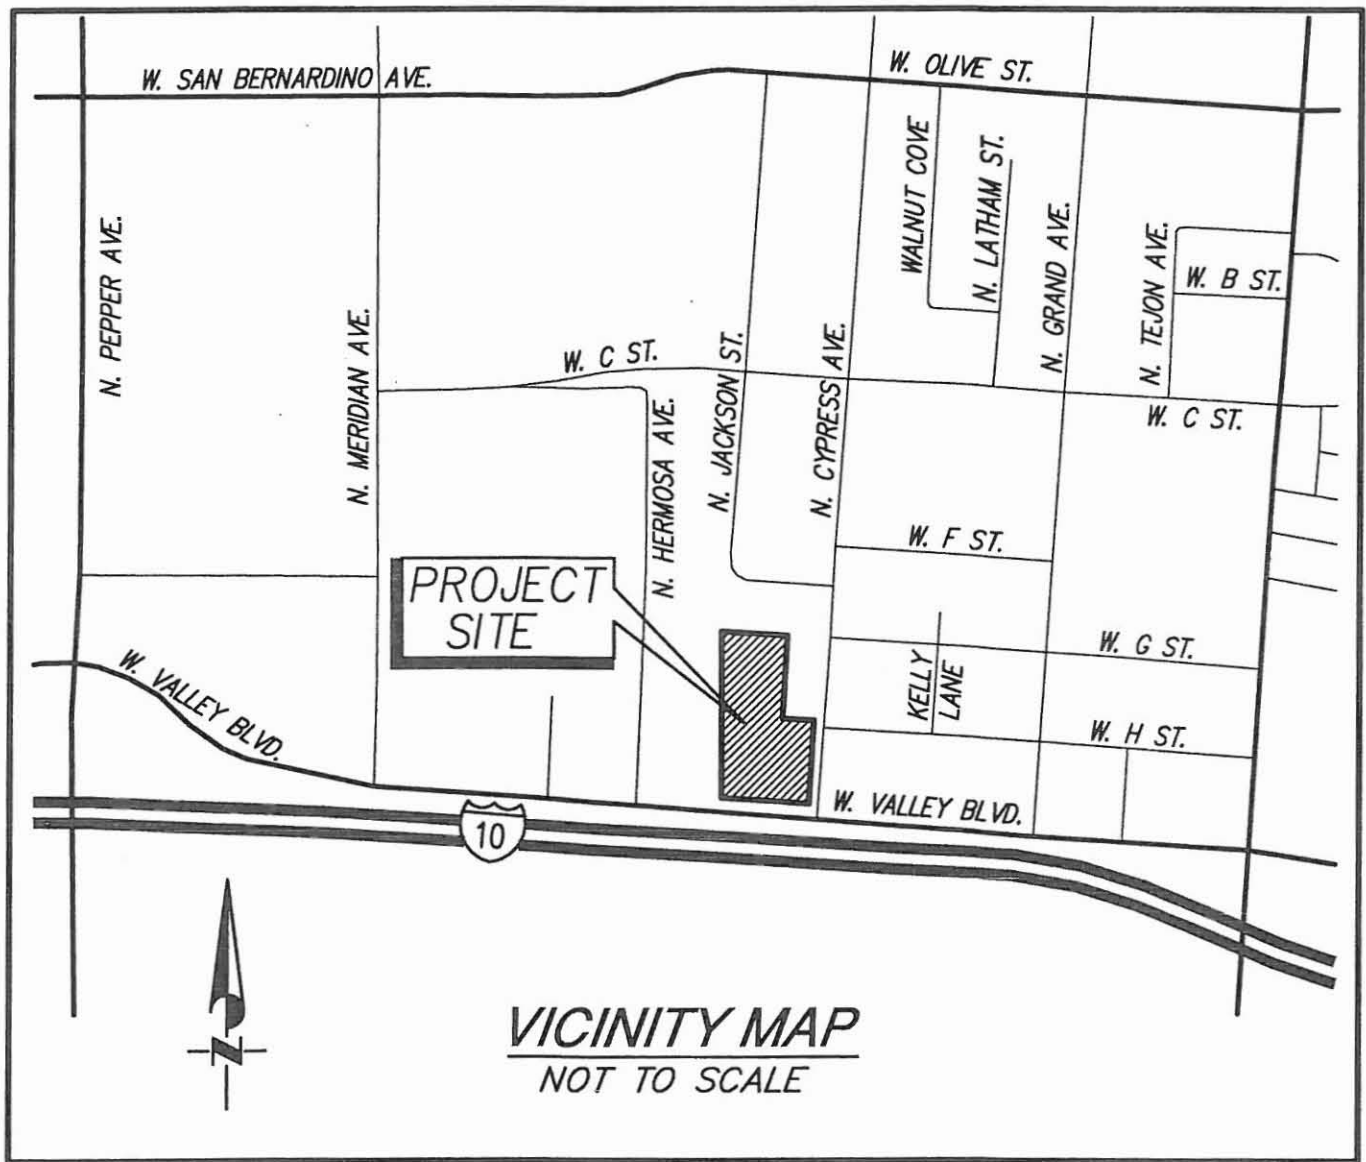 W. SAN BERNARDINO AVE.
W. OLIVE ST.
N. PEPPER AVE.
N. MERIDIAN AVE.
W. C ST.
N. HERMOSA AVE.
N. JACKSON ST.
N. CYPRESS AVE.
WALNUT COVE
N. LATHAM ST.
N. GRAND AVE.
N. TEJON AVE.
W. B ST.
W. C ST.
W. F ST.
PROJECT
SITE
W. G ST.
KELLY
LANE
W. H ST.
W. VALLEY BLVD.
W. VALLEY BLVD.
10
N
VICINITY MAP
NOT TO SCALE